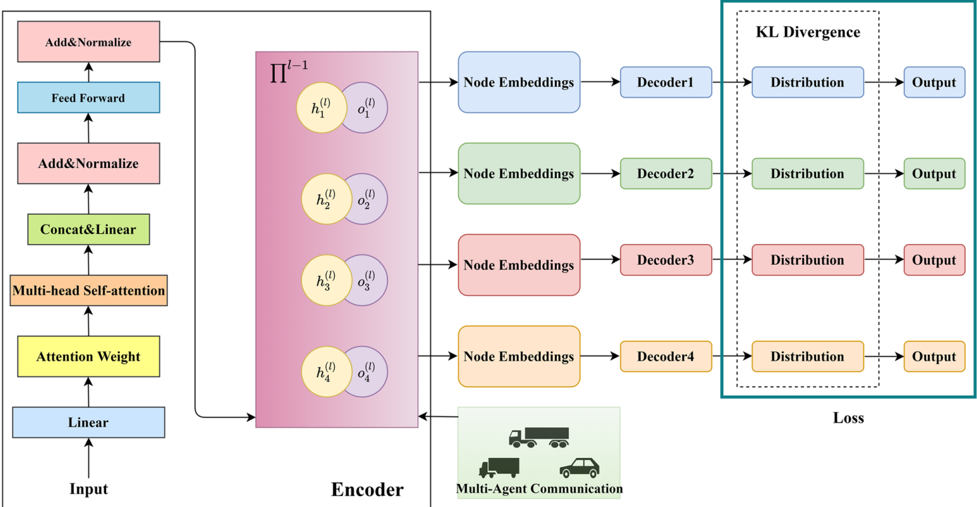 Add&Normalize
Feed Forward
Add&Normalize
Concat&Linear
Multi-head Self-attention
Attention Weight
Linear
Input
∏^{l−1}
h_1^{(l)} o_1^{(l)}
h_2^{(l)} o_2^{(l)}
h_3^{(l)} o_3^{(l)}
h_4^{(l)} o_4^{(l)}
Encoder
KL Divergence
Node Embeddings Decoder1 Distribution Output
Node Embeddings Decoder2 Distribution Output
Node Embeddings Decoder3 Distribution Output
Node Embeddings Decoder4 Distribution Output
Loss
Multi-Agent Communication